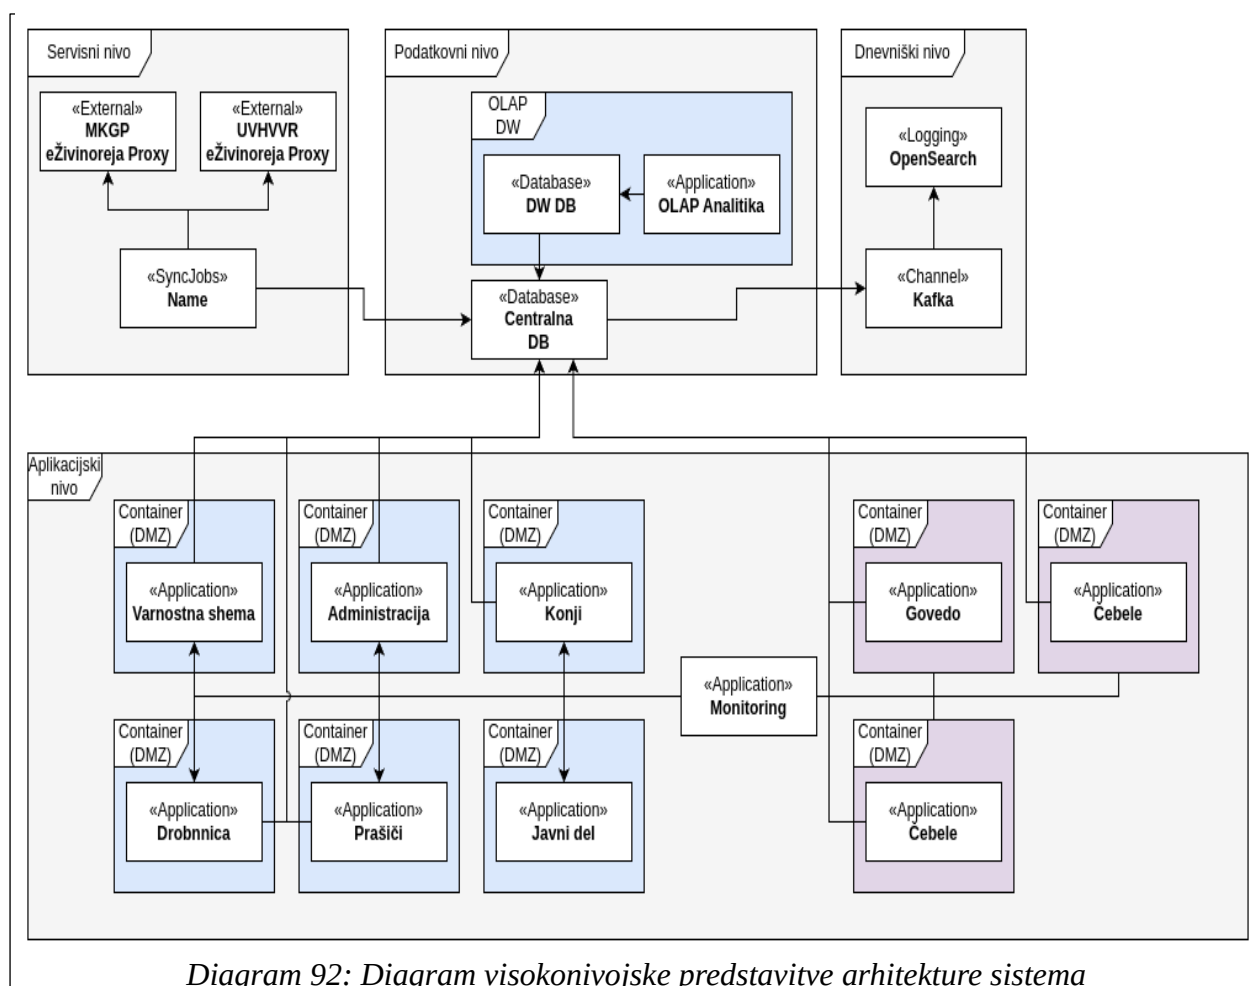 Servisni nivo
«External»
MKGP
eŽivinoreja Proxy
«External»
UVHVVR
eŽivinoreja Proxy
«SyncJobs»
Name
Podatkovni nivo
OLAP
DW
«Database»
DW DB
«Application»
OLAP Analitika
«Database»
Centralna
DB
Dnevniški nivo
«Logging»
OpenSearch
«Channel»
Kafka
Aplikacijski
nivo
Container
(DMZ)
«Application»
Varnostna shema
Container
(DMZ)
«Application»
Administracija
Container
(DMZ)
«Application»
Konji
Container
(DMZ)
«Application»
Govedo
Container
(DMZ)
«Application»
Čebele
«Application»
Monitoring
Container
(DMZ)
«Application»
Drobnnica
Container
(DMZ)
«Application»
Prašiči
Container
(DMZ)
«Application»
Javni del
Container
(DMZ)
«Application»
Čebele
Diagram 92: Diagram visokonivojske predstavitve arhitekture sistema